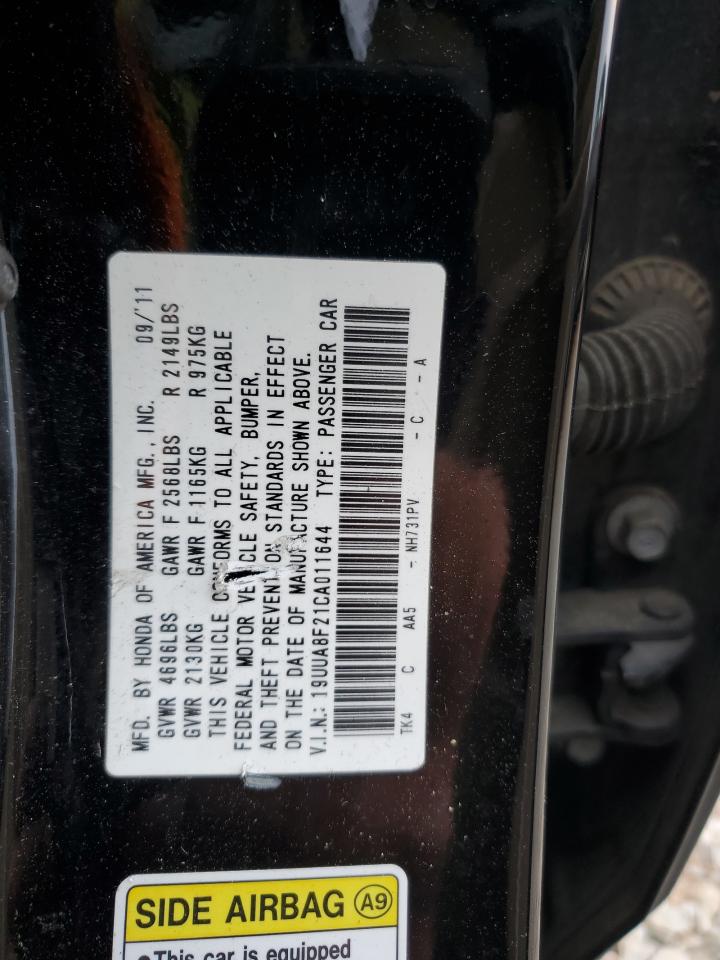 MFD. BY HONDA OF AMERICA MFG., INC. 09/'11
GVWR 4696LBS GAWR F 2568LBS R 2149LBS
GVWR 2130KG GAWR F 1165KG R 975KG
THIS VEHICLE CONFORMS TO ALL APPLICABLE
FEDERAL MOTOR VEHICLE SAFETY, BUMPER,
AND THEFT PREVENTION STANDARDS IN EFFECT
ON THE DATE OF MANUFACTURE SHOWN ABOVE.
V.I.N.: 19UUA8F21CA011644 TYPE: PASSENGER CAR
TK4 C AA5 - NH731PV - C - A
SIDE AIRBAG A9
• This car is equipped